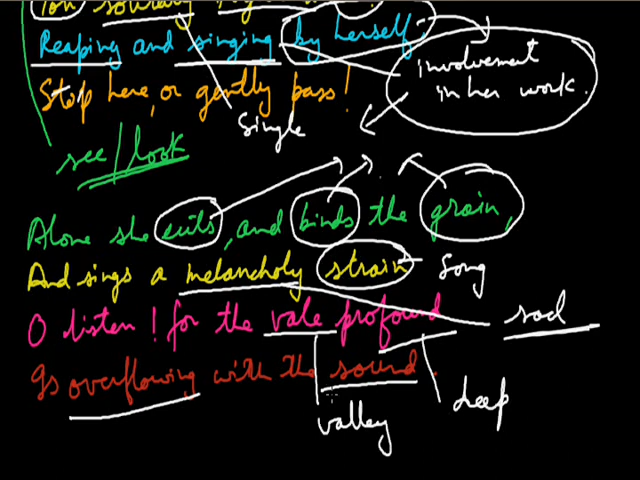 Yon solitary
Reaping and singing by herself.
involvement
in her work.
Stop here, or gently pass!
Single
see/look
Alone she cuts, and binds the grain,
And sings a melancholy strain song
O listen! for the vale profound sad
Is overflowing with the sound.
valley deep